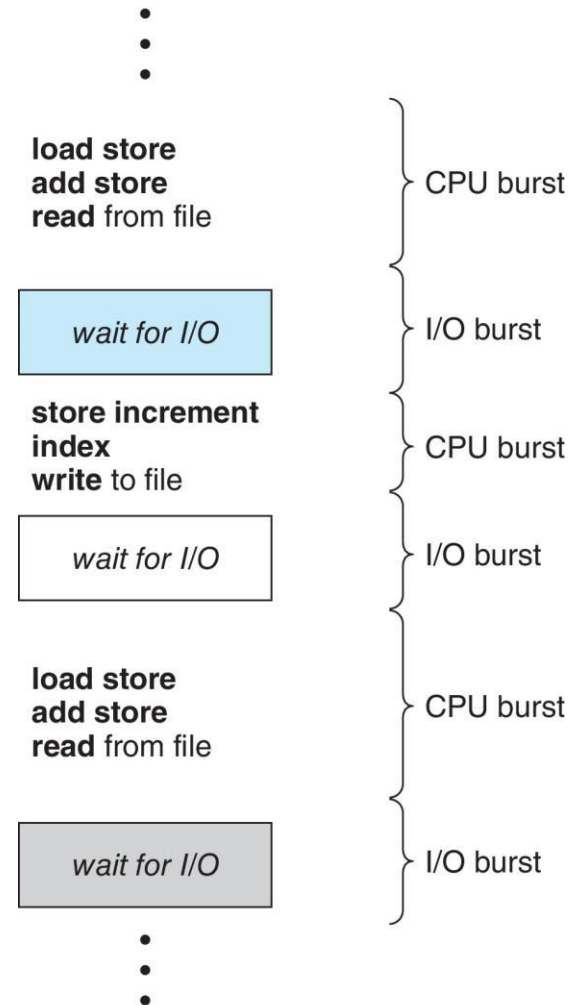 load store
add store
read from file
CPU burst
wait for I/O
I/O burst
store increment
index
write to file
CPU burst
wait for I/O
I/O burst
load store
add store
read from file
CPU burst
wait for I/O
I/O burst